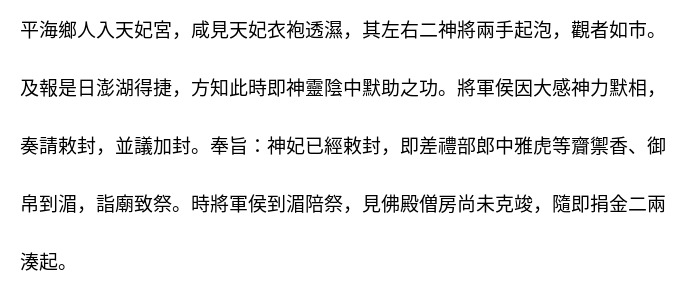 平海鄉人入天妃宮，咸見天妃衣袍透濕，其左右二神將兩手起泡，觀者如市。
及報是日澎湖得捷，方知此時即神靈陰中默助之功。將軍侯因大感神力默相，
奏請敕封，並議加封。奉旨：神妃已經敕封，即差禮部郎中雅虎等齎禦香、御
帛到湄，詣廟致祭。時將軍侯到湄陪祭，見佛殿僧房尚未克竣，隨即捐金二兩
湊起。